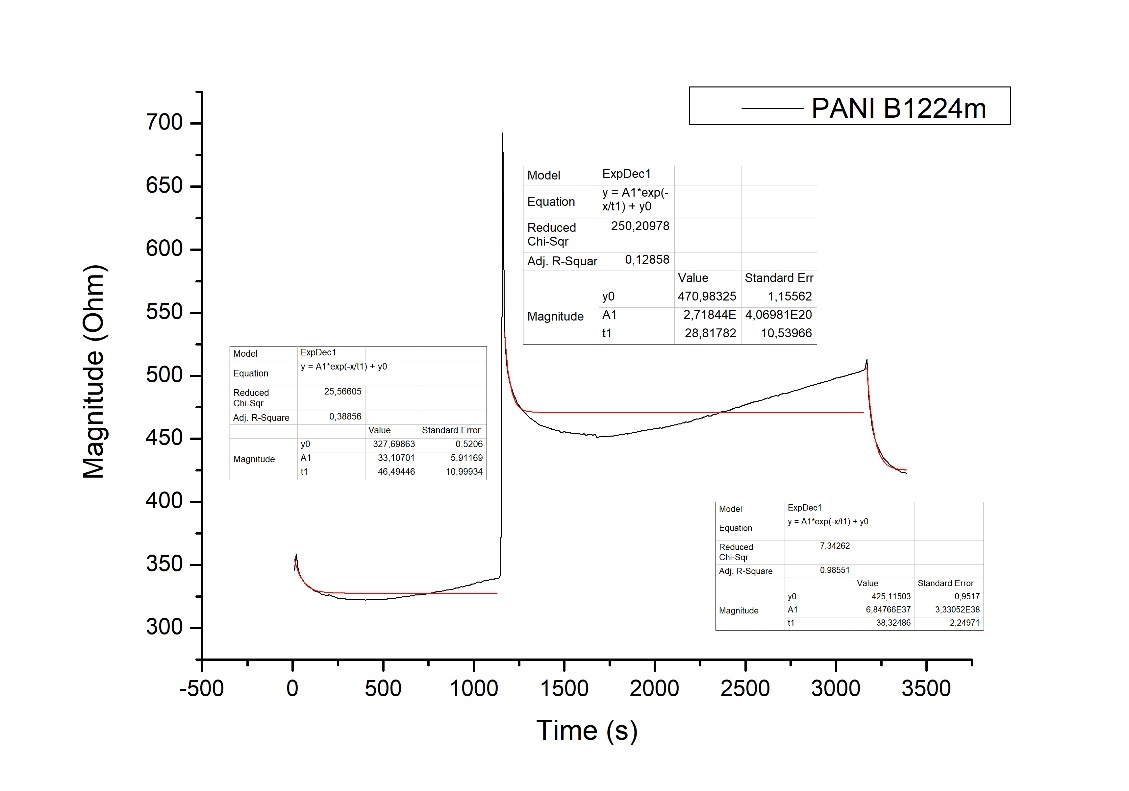 PANI B1224m
700
650
600
550
500
450
400
350
300
Magnitude (Ohm)
-500 0 500 1000 1500 2000 2500 3000 3500
Time (s)
Model ExpDec1
Equation y = A1*exp(-x/t1) + y0
Reduced Chi-Sqr 25,56605
Adj. R-Square 0,38856
Value Standard Error
y0 327,69863 0,5206
Magnitude A1 33,10701 5,91169
t1 46,49446 10,99934
Model ExpDec1
Equation y = A1*exp(-
x/t1) + y0
Reduced 250,20978
Chi-Sqr
Adj. R-Squar 0,12858
Value Standard Err
y0 470,98325 1,15562
Magnitude A1 2,71844E 4,06981E20
t1 28,81782 10,53966
Model ExpDec1
Equation y = A1*exp(-x/t1) + y0
Reduced 7,34262
Chi-Sqr
Adj. R-Square 0,98551
Value Standard Error
y0 425,11503 0,9517
Magnitude A1 6,84766E37 3,33052E38
t1 38,32486 2,24971